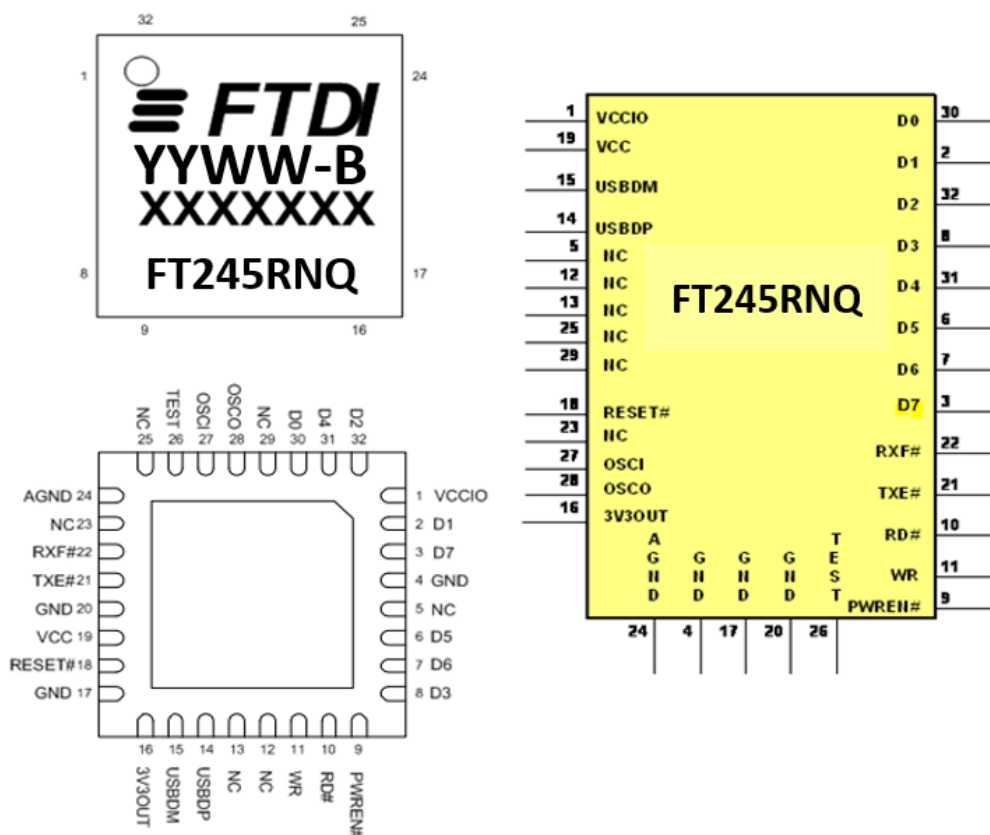 32 25
1 24
FTDI
YYWW-B
XXXXXXX
FT245RNQ
8 17
9 16
NC TEST OSCI OSCO NC D0 D4 D2
25 26 27 28 29 30 31 32
AGND 24
NC 23
RXF# 22
TXE# 21
GND 20
VCC 19
RESET# 18
GND 17
1 VCCIO
2 D1
3 D7
4 GND
5 NC
6 D5
7 D6
8 D3
16 15 14 13 12 11 10 9
3V3OUT USBDM USBDP NC NC WR RD# PWREN#
1 VCCIO
19 VCC
15 USBDM
14 USBDP
5 NC
12 NC
13 NC
25 NC
29 NC
18 RESET#
23 NC
27 OSCI
28 OSCO
16 3V3OUT
FT245RNQ
D0 30
D1 2
D2 32
D3 8
D4 31
D5 6
D6 7
D7 3
RXF# 22
TXE# 21
RD# 10
WR 11
PWREN# 9
AGND GND GND GND TEST
24 4 17 20 26